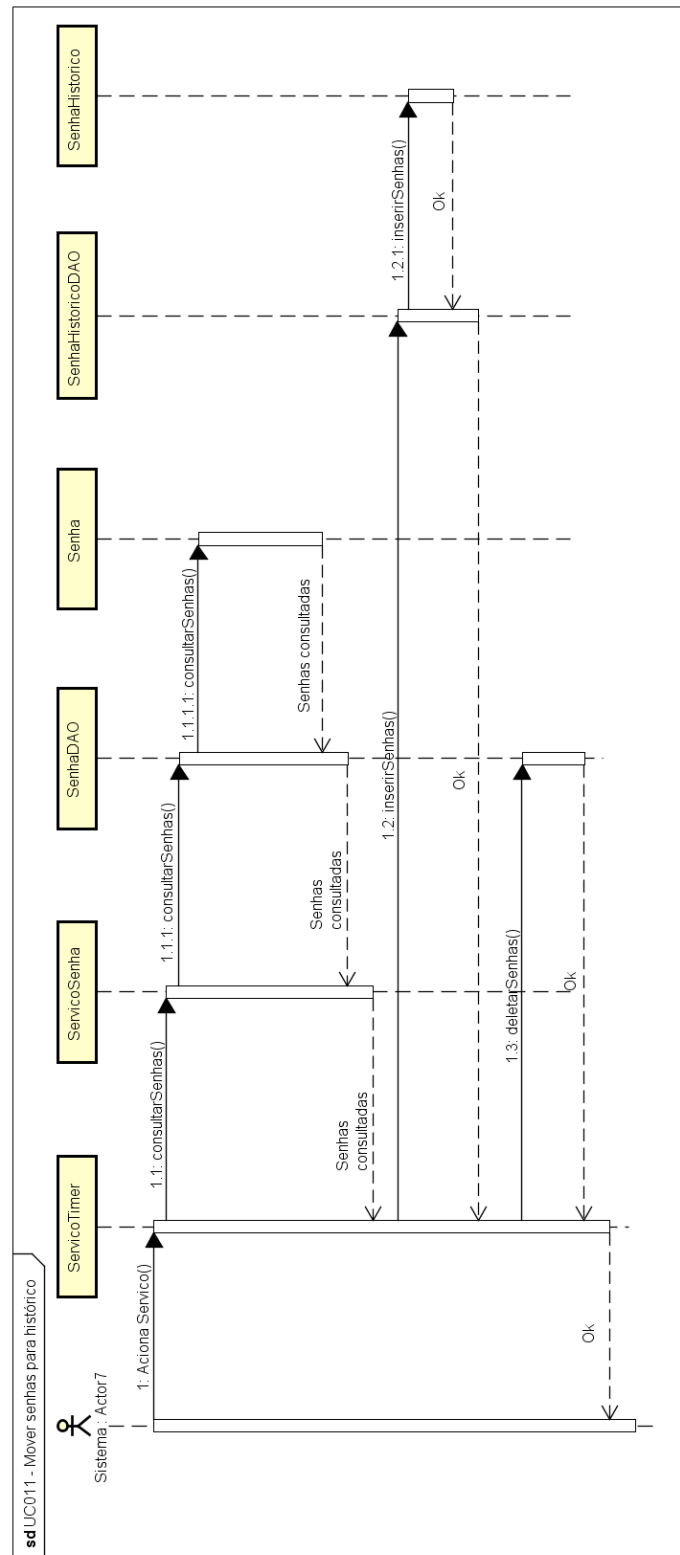 sd UC011 - Mover senhas para histórico
Sistema : Actor7
ServicoTimer
ServicoSenha
SenhaDAO
Senha
SenhaHistoricoDAO
SenhaHistorico
1: Aciona Servico()
1.1: consultarSenhas()
1.1.1: consultarSenhas()
1.1.1.1: consultarSenhas()
Senhas consultadas
Senhas
consultadas
Senhas
consultadas
1.2: inserirSenhas()
1.2.1: inserirSenhas()
Ok
Ok
1.3: deletarSenhas()
Ok
Ok